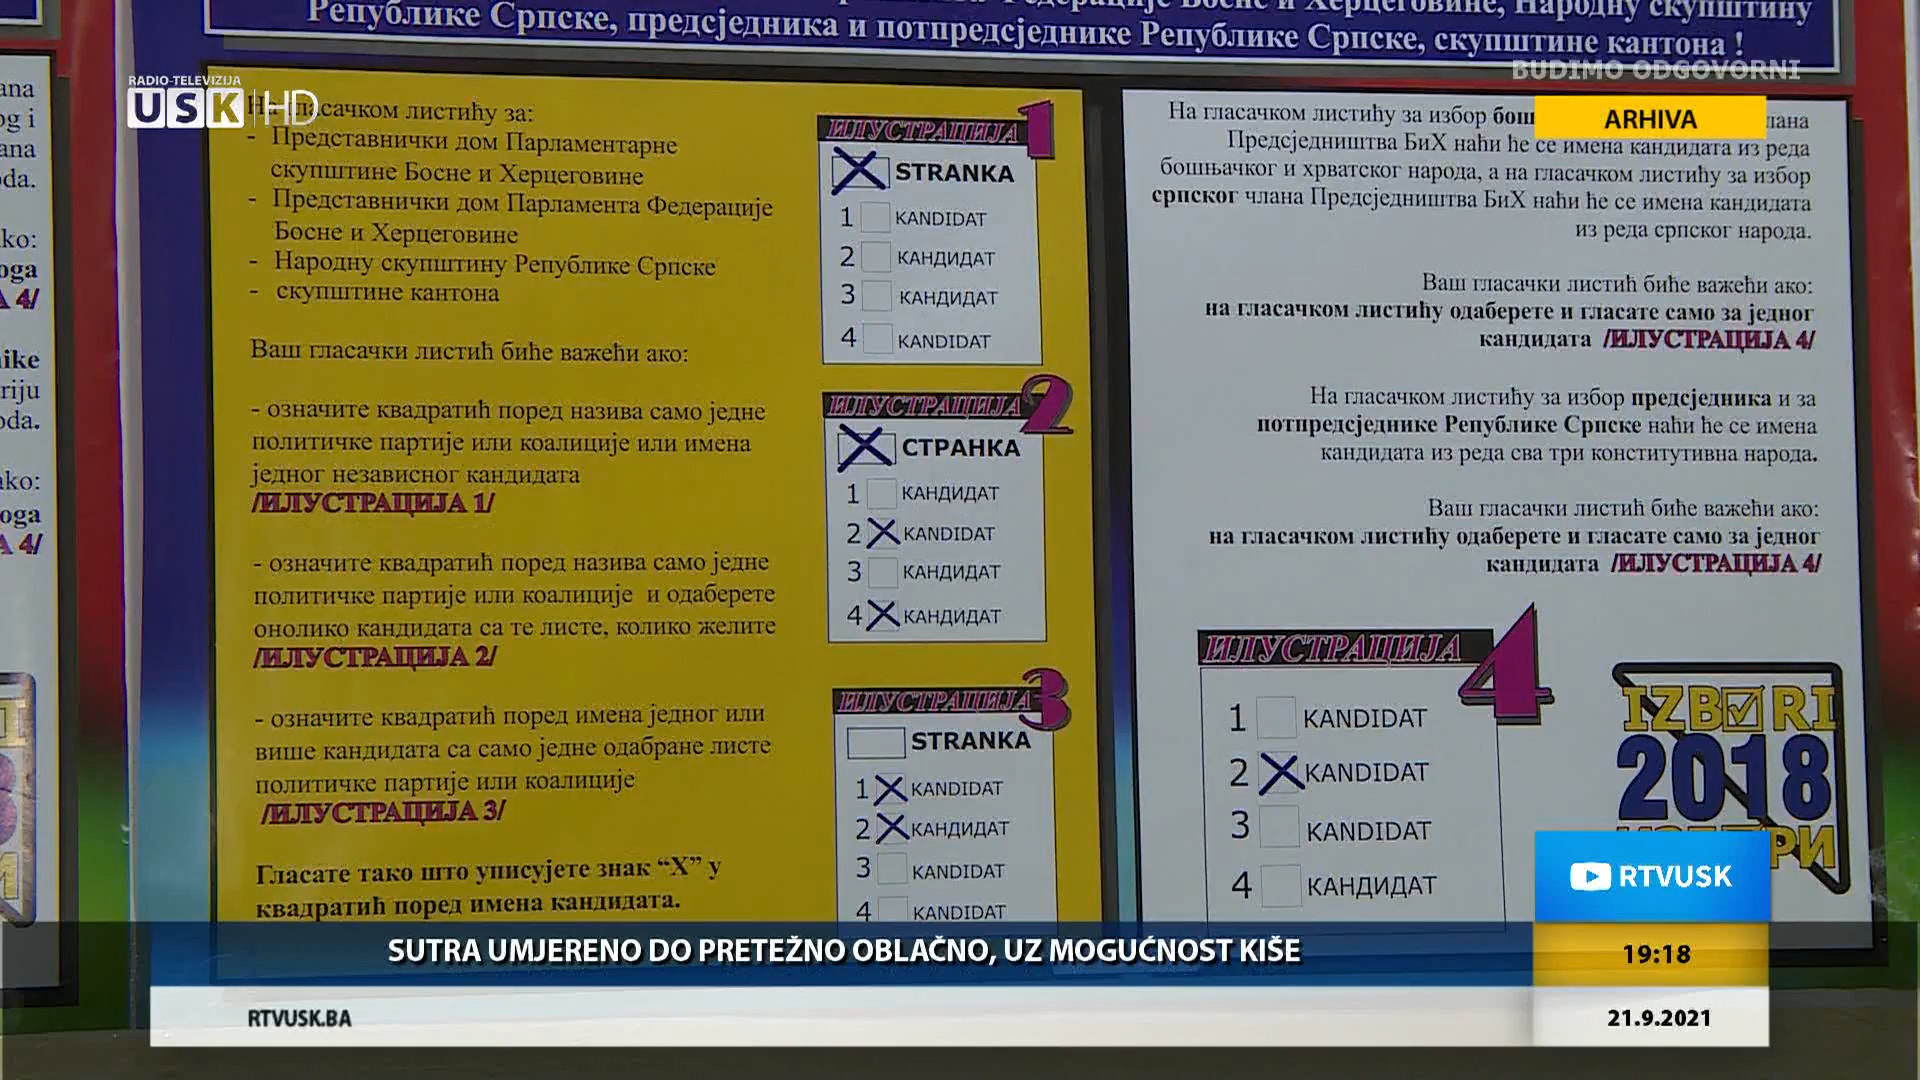 Федерације Босне и Херцеговине, Народну скупштину
Републике Српске, предсједника и потпредсједнике Републике Српске, скупштине кантона !
BUDIMO ODGOVORNI
RADIO-TELEVIZIJA
USK HD
ARHIVA
На гласачком листићу за:
- Представнички дом Парламентарне
скупштине Босне и Херцеговине
- Представнички дом Парламента Федерације
Босне и Херцеговине
- Народну скупштину Републике Српске
- скупштине кантона
Ваш гласачки листић биће важећи ако:
- означите квадратић поред назива само једне
политичке партије или коалиције или имена
једног независног кандидата
/ИЛУСТРАЦИЈА 1/
- означите квадратић поред назива само једне
политичке партије или коалиције и одаберете
онолико кандидата са те листе, колико желите
/ИЛУСТРАЦИЈА 2/
- означите квадратић поред имена једног или
више кандидата са само једне одабране листе
политичке партије или коалиције
/ИЛУСТРАЦИЈА 3/
Гласате тако што уписујете знак “X” у
квадратић поред имена кандидата.
ИЛУСТРАЦИЈА 1
STRANKA
1 KANDIDAT
2 КАНДИДАТ
3 КАНДИДАТ
4 KANDIDAT
ИЛУСТРАЦИЈА 2
СТРАНКА
1 КАНДИДАТ
2 KANDIDAT
3 КАНДИДАТ
4 КАНДИДАТ
ИЛУСТРАЦИЈА 3
STRANKA
1 KANDIDAT
2 КАНДИДАТ
3 KANDIDAT
4 KANDIDAT
На гласачком листићу за избор
Предсједништва БиХ наћи ће се имена кандидата из реда
бошњачког и хрватског народа, а на гласачком листићу за избор
српског члана Предсједништва БиХ наћи ће се имена кандидата
из реда српског народа.
Ваш гласачки листић биће важећи ако:
на гласачком листићу одаберете и гласате само за једног
кандидата /ИЛУСТРАЦИЈА 4/
На гласачком листићу за избор предсједника и за
потпредсједнике Републике Српске наћи ће се имена
кандидата из реда сва три конститутивна народа.
Ваш гласачки листић биће важећи ако:
на гласачком листићу одаберете и гласате само за једног
кандидата /ИЛУСТРАЦИЈА 4/
ИЛУСТРАЦИЈА 4
1 KANDIDAT
2 KANDIDAT
3 KANDIDAT
4 КАНДИДАТ
IZBORI
2018
RTVUSK
SUTRA UMJERENO DO PRETEŽNO OBLAČNO, UZ MOGUĆNOST KIŠE
19:18
RTVUSK.BA
21.9.2021